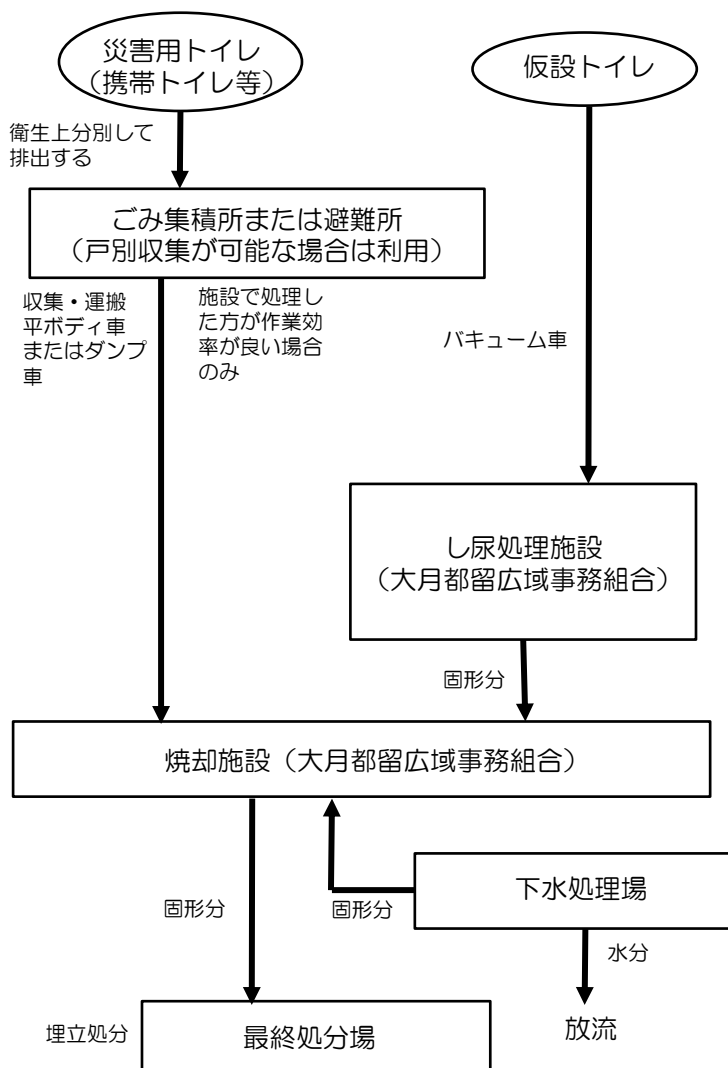 災害用トイレ
（携帯トイレ等）
仮設トイレ
衛生上分別して
排出する
ごみ集積所または避難所
（戸別収集が可能な場合は利用）
収集・運搬
平ボディ車
またはダンプ
車
施設で処理し
た方が作業効
率が良い場合
のみ
バキューム車
し尿処理施設
（大月都留広域事務組合）
固形分
焼却施設（大月都留広域事務組合）
下水処理場
固形分
固形分
水分
埋立処分
最終処分場
放流